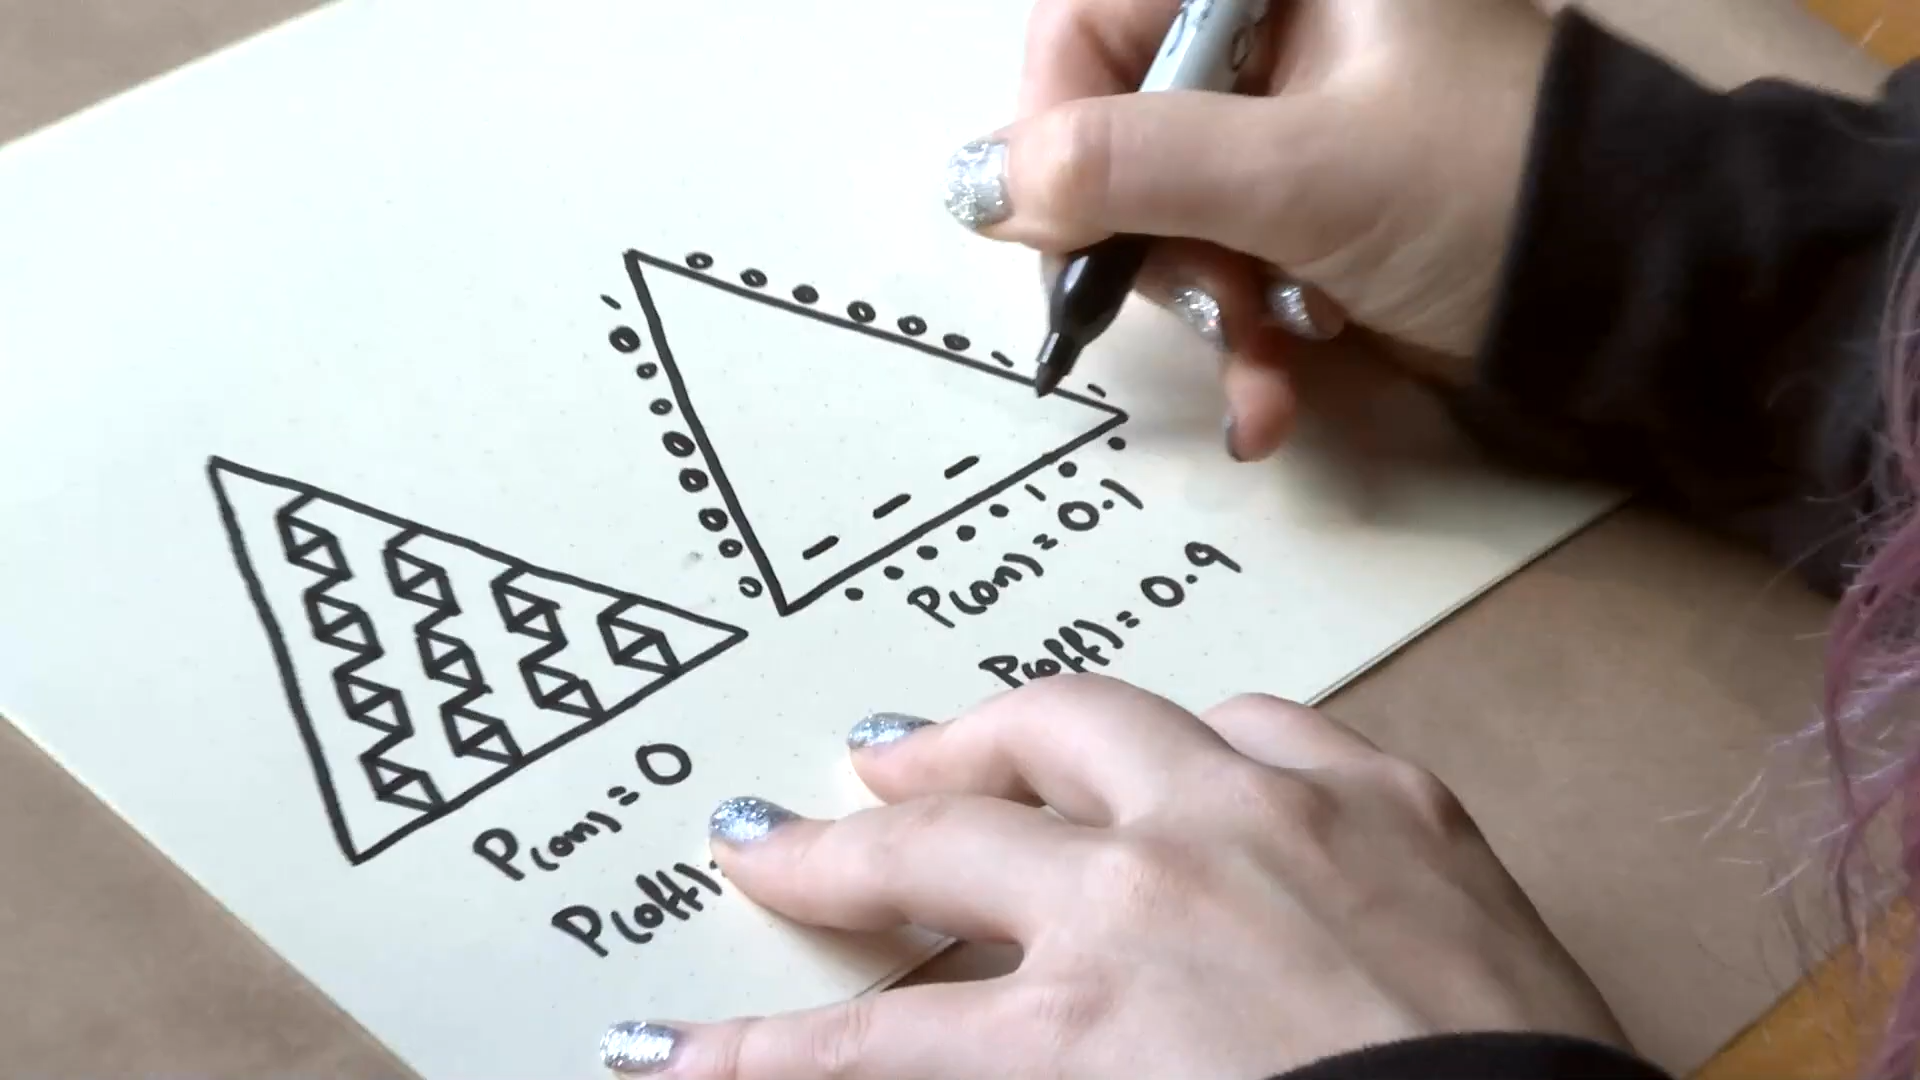 P(on) = 0
P(off) =
P(on) = 0.1
P(off) = 0.9